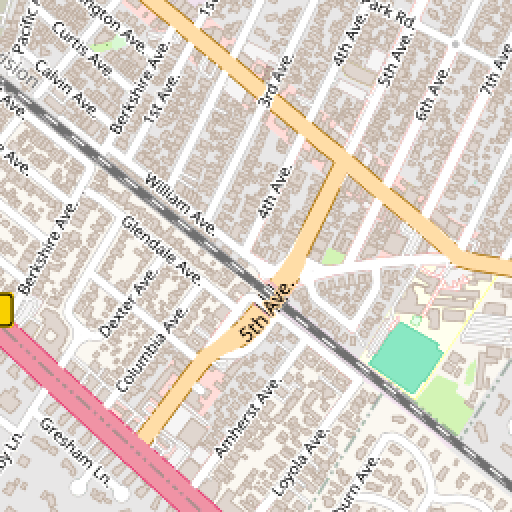 Park Rd.
Pacific
Curtis Ave.
Calvin Ave.
Berkshire Ave.
1st Ave.
3rd Ave.
4th Ave.
5th Ave.
6th Ave.
7th Ave.
4th Ave.
William Ave.
Glendale Ave.
Berkshire Ave.
Dexter Ave.
Columbia Ave.
5th Ave.
Amherst Ave.
Loyola Ave.
Gresham Ln.
Ave.